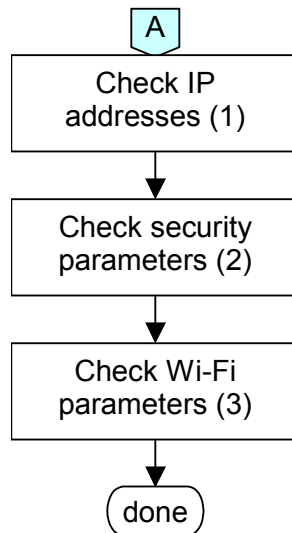 A
Check IP
addresses (1)
Check security
parameters (2)
Check Wi-Fi
parameters (3)
done